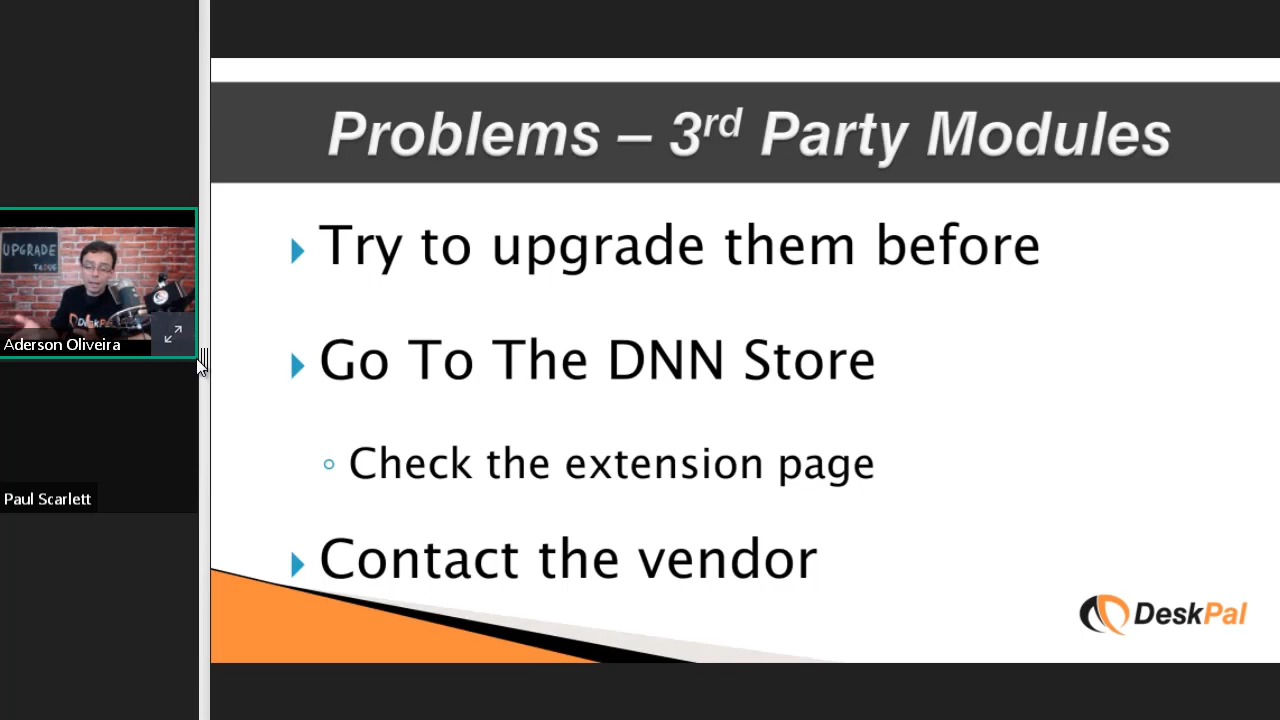 Problems – 3rd Party Modules
Try to upgrade them before
Go To The DNN Store
Check the extension page
Contact the vendor
DeskPal
UPGRADE
DeskPal
Aderson Oliveira
Paul Scarlett